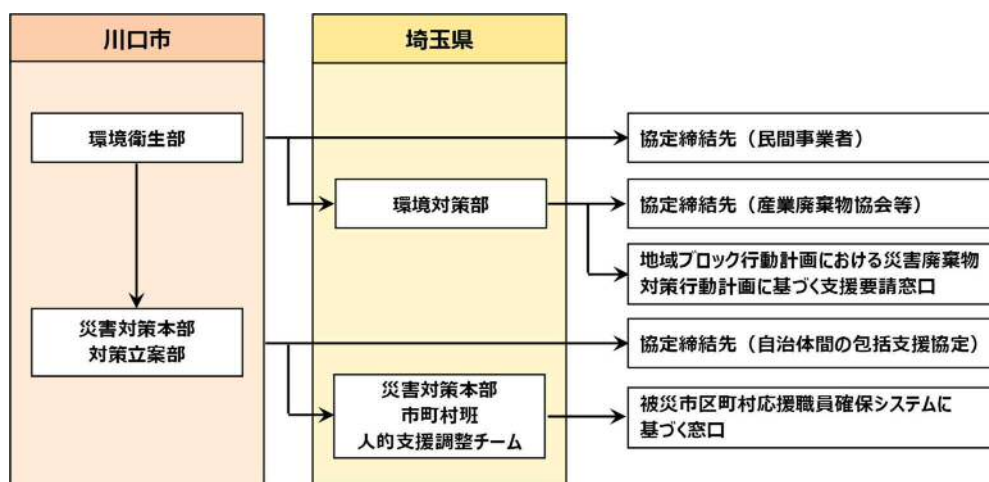 川口市
埼玉県
環境衛生部
協定締結先（民間事業者）
環境対策部
協定締結先（産業廃棄物協会等）
地域ブロック行動計画における災害廃棄物
対策行動計画に基づく支援要請窓口
災害対策本部
対策立案部
協定締結先（自治体間の包括支援協定）
災害対策本部
市町村班
人的支援調整チーム
被災市区町村応援職員確保システムに
基づく窓口